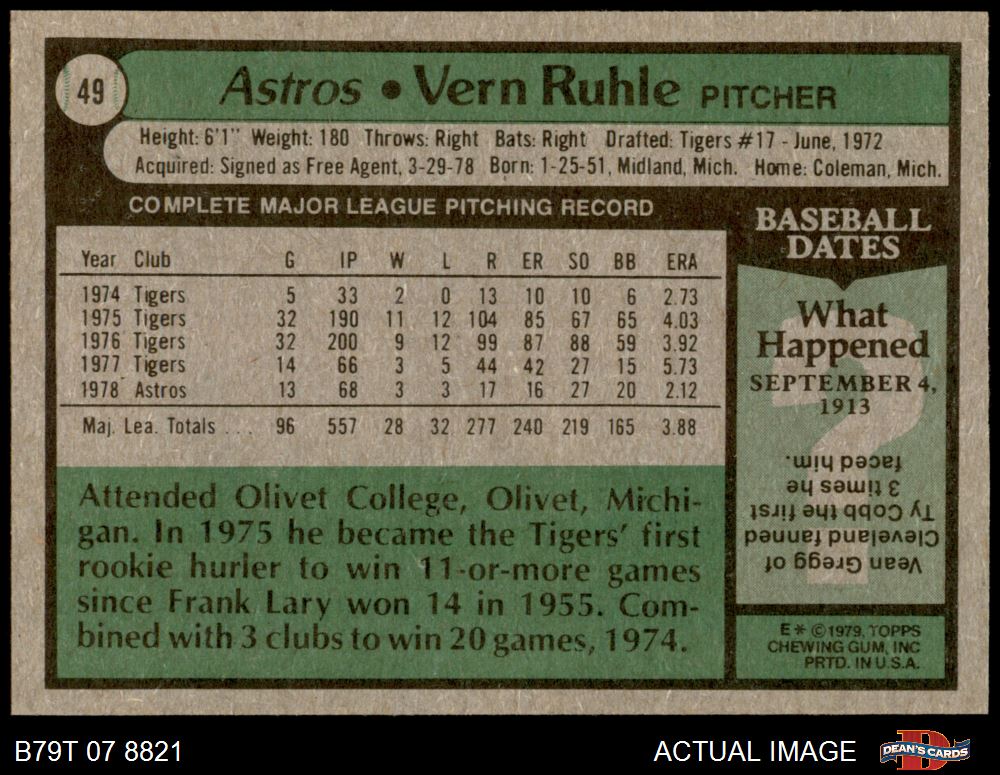 49
Astros • Vern Ruhle PITCHER
Height: 6'1" Weight: 180 Throws: Right Bats: Right Drafted: Tigers #17 - June, 1972
Acquired: Signed as Free Agent, 3-29-78 Born: 1-25-51, Midland, Mich. Home: Coleman, Mich.
COMPLETE MAJOR LEAGUE PITCHING RECORD
Year Club G IP W L R ER SO BB ERA
1974 Tigers 5 33 2 0 13 10 10 6 2.73
1975 Tigers 32 190 11 12 104 85 67 65 4.03
1976 Tigers 32 200 9 12 99 87 88 59 3.92
1977 Tigers 14 66 3 5 44 42 27 15 5.73
1978 Astros 13 68 3 3 17 16 27 20 2.12
Maj. Lea. Totals ... 96 557 28 32 277 240 219 165 3.88
Attended Olivet College, Olivet, Michi-
gan. In 1975 he became the Tigers' first
rookie hurler to win 11-or-more games
since Frank Lary won 14 in 1955. Com-
bined with 3 clubs to win 20 games, 1974.
BASEBALL
DATES
What
Happened
SEPTEMBER 4,
1913
Vean Gregg of
Cleveland fanned
Ty Cobb the first
3 times he
faced him.
E * © 1979, TOPPS
CHEWING GUM, INC
PRTD. IN U.S.A.
B79T 07 8821
ACTUAL IMAGE
D
DEAN'S CARDS